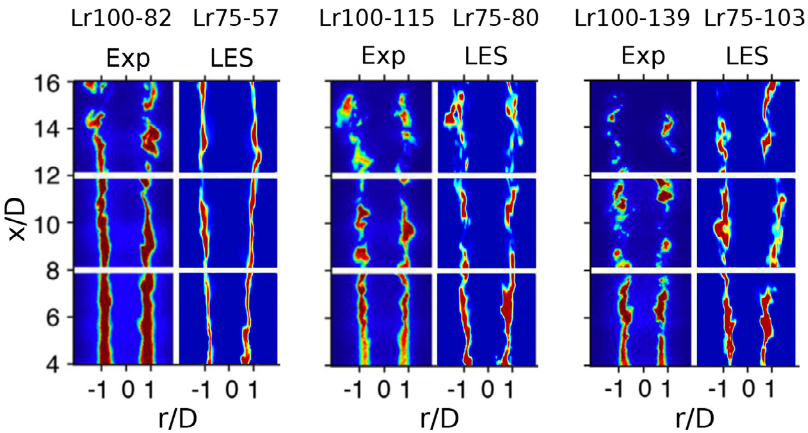 Lr100-82 Lr75-57 Lr100-115 Lr75-80 Lr100-139 Lr75-103
Exp LES Exp LES Exp LES
16
14
12
10
8
6
4
x/D
-1 0 1 -1 0 1 -1 0 1 -1 0 1 -1 0 1 -1 0 1
r/D r/D r/D